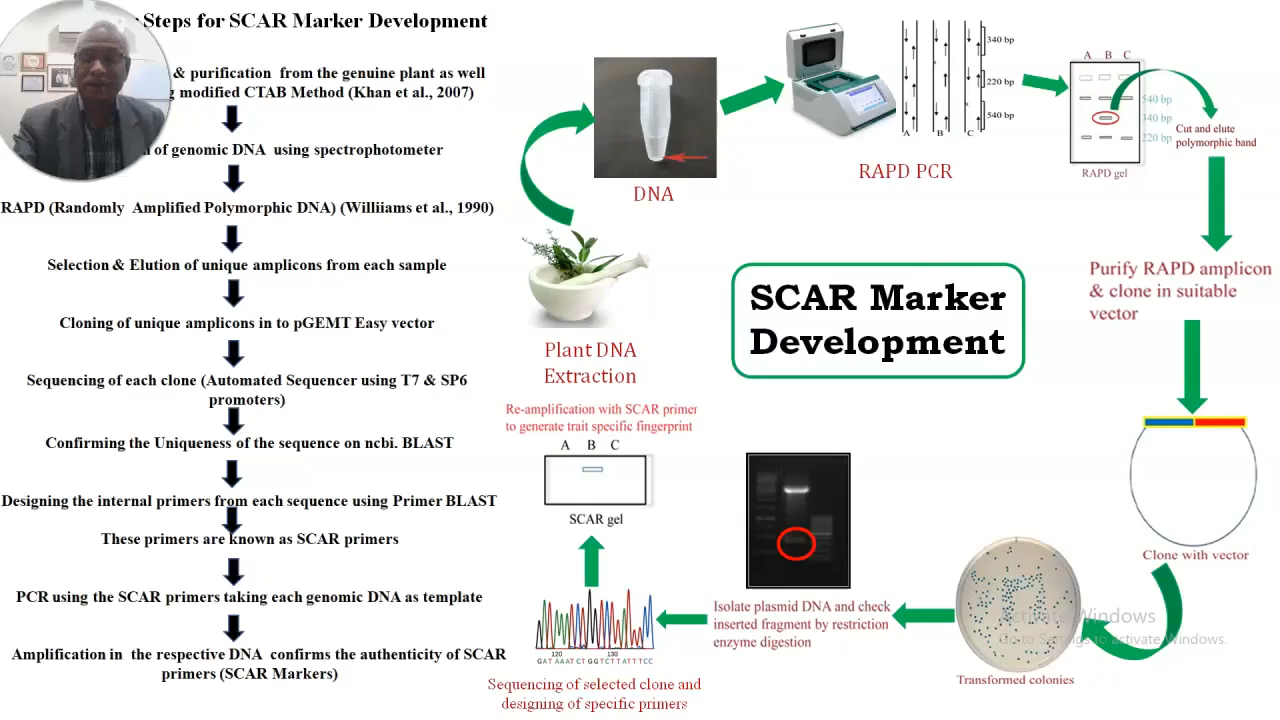 Steps for SCAR Marker Development
& purification from the genuine plant as well
modified CTAB Method (Khan et al., 2007)
of genomic DNA using spectrophotometer
RAPD (Randomly Amplified Polymorphic DNA) (Williiams et al., 1990)
Selection & Elution of unique amplicons from each sample
Cloning of unique amplicons in to pGEMT Easy vector
Sequencing of each clone (Automated Sequencer using T7 & SP6
promoters)
Confirming the Uniqueness of the sequence on ncbi. BLAST
Designing the internal primers from each sequence using Primer BLAST
These primers are known as SCAR primers
PCR using the SCAR primers taking each genomic DNA as template
Amplification in the respective DNA confirms the authenticity of SCAR
primers (SCAR Markers)
DNA
Plant DNA
Extraction
340 bp
220 bp
540 bp
A B C
RAPD PCR
A B C
540 bp
340 bp
220 bp
RAPD gel
Cut and elute
polymorphic band
Purify RAPD amplicon
& clone in suitable
vector
SCAR Marker
Development
Clone with vector
Transformed colonies
Isolate plasmid DNA and check
inserted fragment by restriction
enzyme digestion
120 130
GAT AAAT CT GGTCTT ATTTCC
Sequencing of selected clone and
designing of specific primers
Re-amplification with SCAR primer
to generate trait specific fingerprint
A B C
SCAR gel
Activate Windows
Go to Settings to activate Windows.